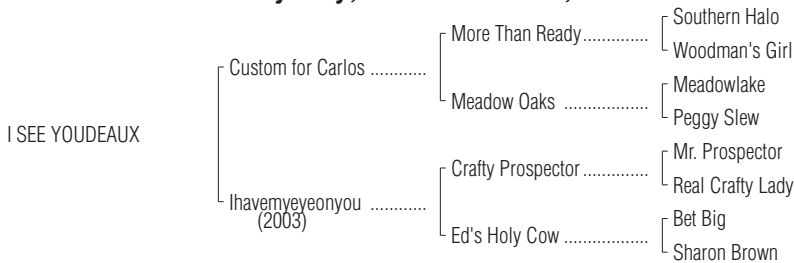 Southern Halo
More Than Ready..............
Woodman's Girl
Custom for Carlos ............
Meadowlake
Meadow Oaks ..................
Peggy Slew
I SEE YOUDEAUX
Mr. Prospector
Crafty Prospector..............
Real Crafty Lady
Ihavemyeyeonyou ............
(2003)
Bet Big
Ed's Holy Cow ..................
Sharon Brown